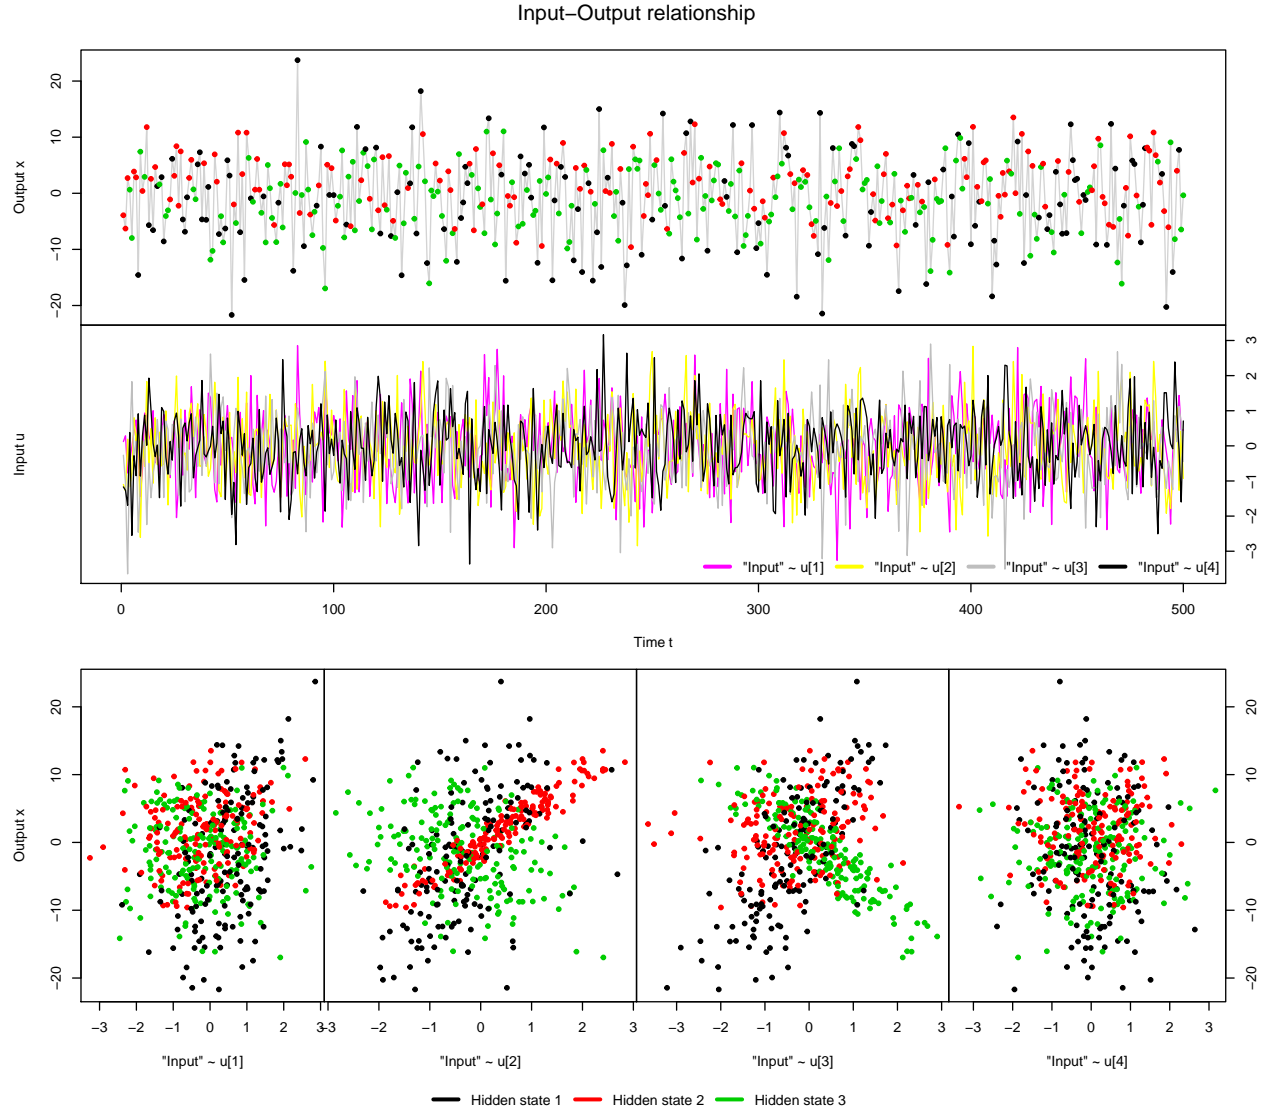 Input−Output relationship
Output x
20
10
0
−10
−20
Input u
3
2
1
0
−1
−2
−3
"Input" ~ u[1] "Input" ~ u[2] "Input" ~ u[3] "Input" ~ u[4]
0 100 200 300 400 500
Time t
Output x
20
10
0
−10
−20
20
10
0
−10
−20
−3 −2 −1 0 1 2 3
−3 −2 −1 0 1 2 3
−3 −2 −1 0 1 2 3
−3 −2 −1 0 1 2 3
"Input" ~ u[1] "Input" ~ u[2] "Input" ~ u[3] "Input" ~ u[4]
Hidden state 1 Hidden state 2 Hidden state 3